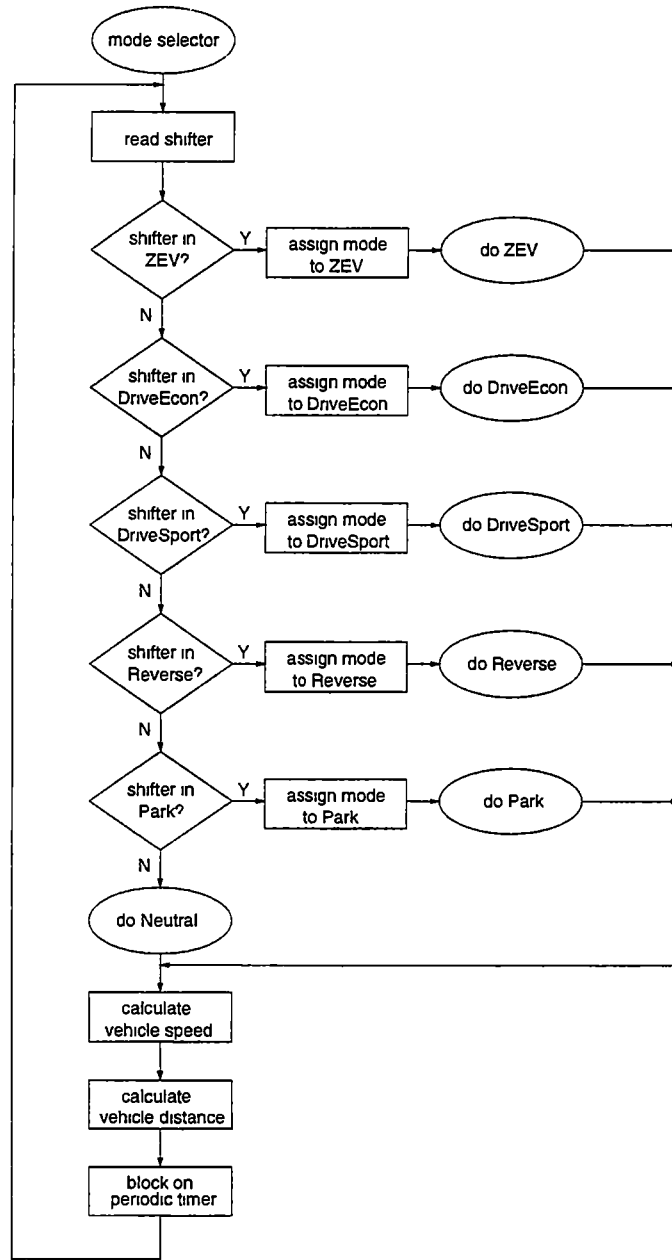 mode selector
read shifter
shifter in
ZEV?
Y
assign mode
to ZEV
do ZEV
N
shifter in
DriveEcon?
Y
assign mode
to DriveEcon
do DriveEcon
N
shifter in
DriveSport?
Y
assign mode
to DriveSport
do DriveSport
N
shifter in
Reverse?
Y
assign mode
to Reverse
do Reverse
N
shifter in
Park?
Y
assign mode
to Park
do Park
N
do Neutral
calculate
vehicle speed
calculate
vehicle distance
block on
periodic timer